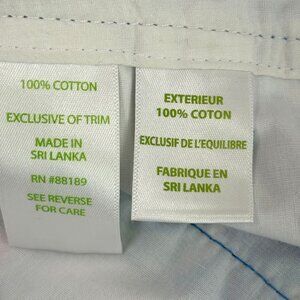 100% COTTON
EXCLUSIVE OF TRIM
MADE IN
SRI LANKA
RN #88189
SEE REVERSE
FOR CARE
EXTERIEUR
100% COTON
EXCLUSIF DE L'EQUILIBRE
FABRIQUE EN
SRI LANKA